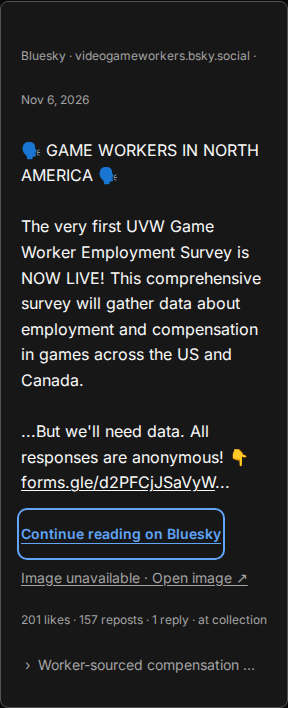 Bluesky · videogameworkers.bsky.social ·
Nov 6, 2026
🗣️ GAME WORKERS IN NORTH
AMERICA 🗣️
The very first UVW Game
Worker Employment Survey is
NOW LIVE! This comprehensive
survey will gather data about
employment and compensation
in games across the US and
Canada.
...But we'll need data. All
responses are anonymous! 👇
forms.gle/d2PFCjJSaVyW...
Continue reading on Bluesky
Image unavailable · Open image ↗
201 likes · 157 reposts · 1 reply · at collection
› Worker-sourced compensation ...